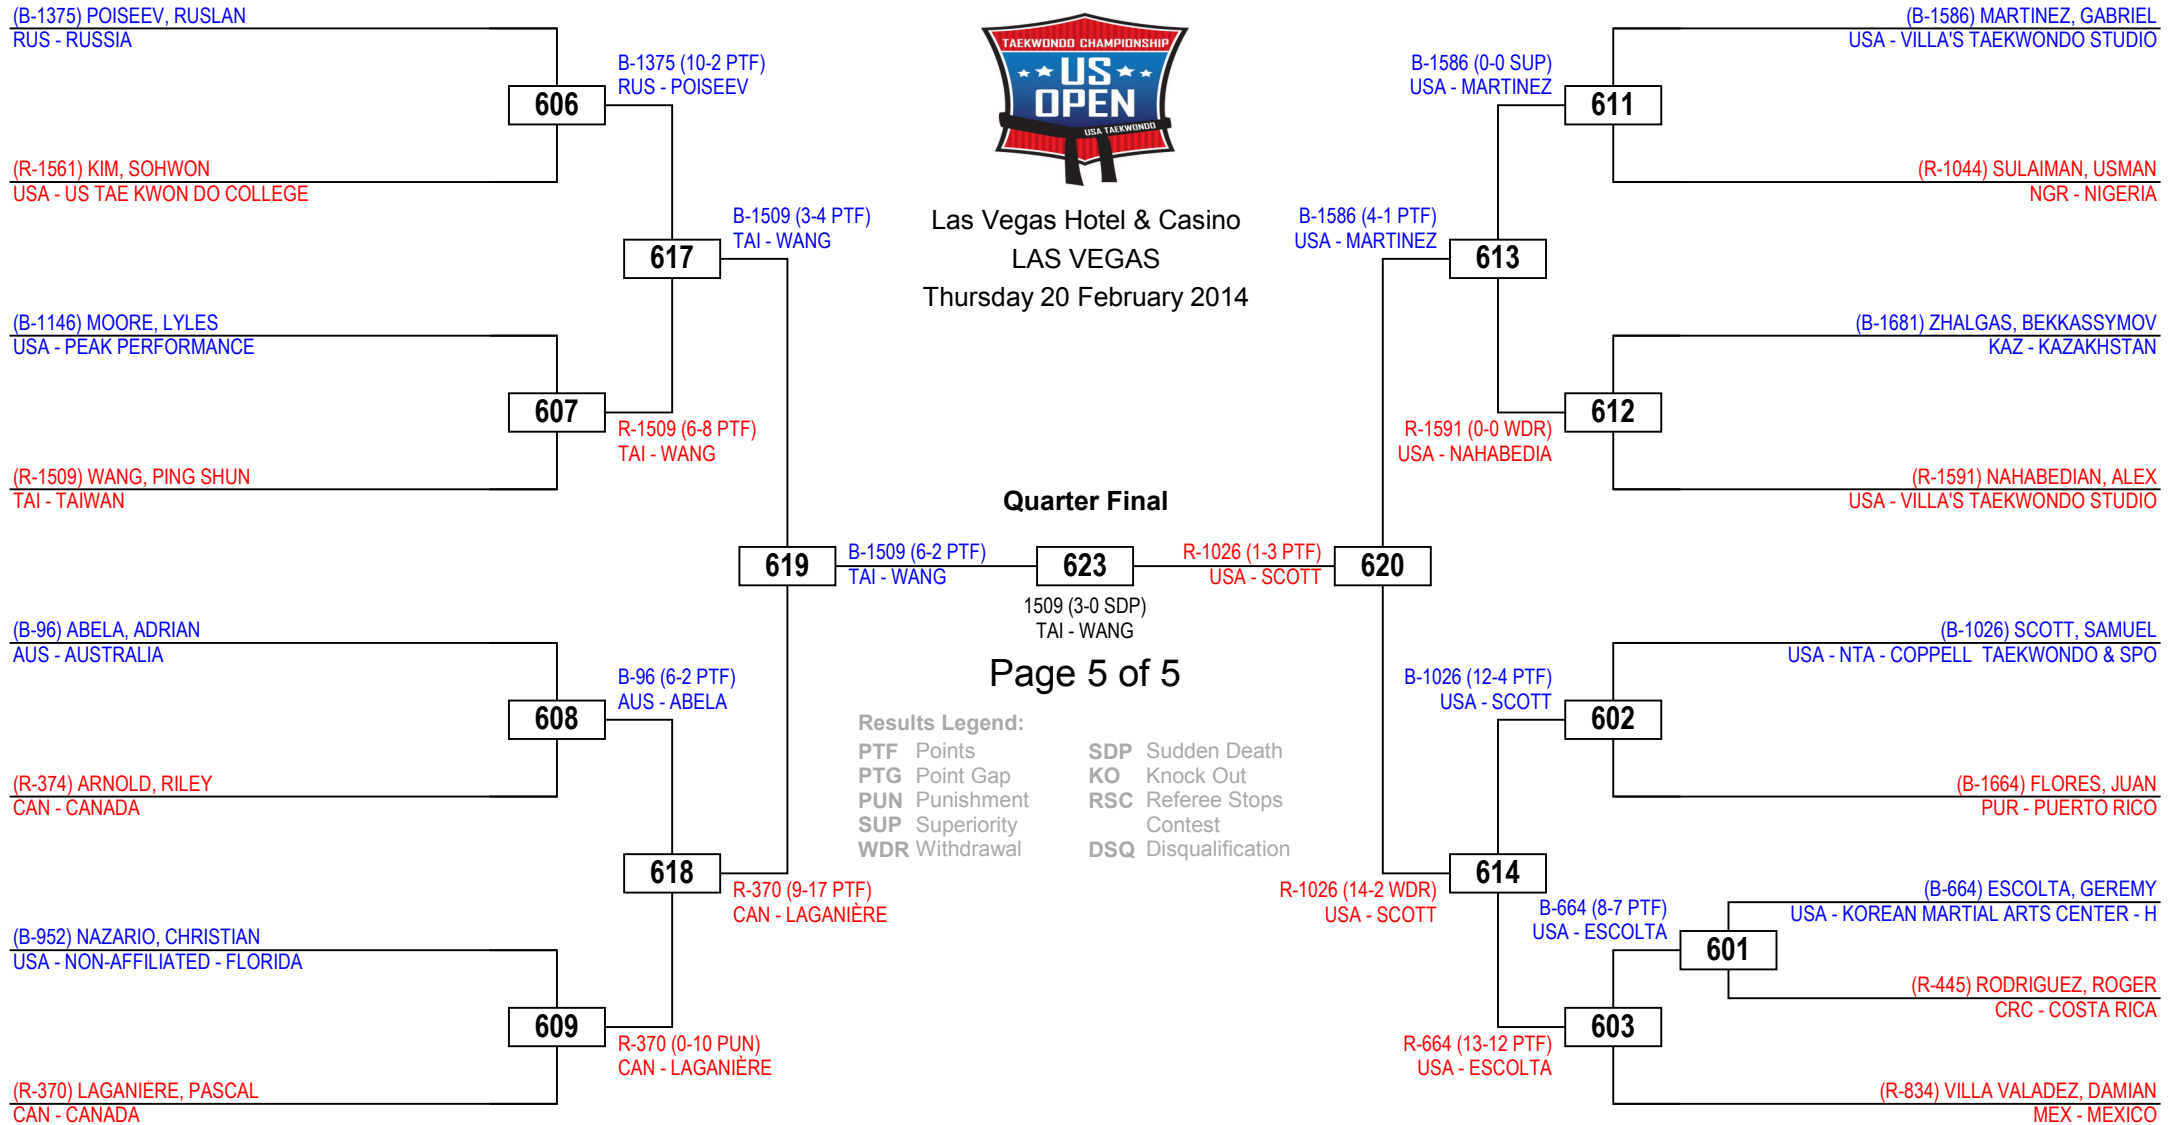 (B-1375) POISEEV, RUSLAN
RUS - RUSSIA
B-1375 (10-2 PTF)
RUS - POISEEV
606
(R-1561) KIM, SOHWON
USA - US TAE KWON DO COLLEGE
B-1509 (3-4 PTF)
TAI - WANG
617
(B-1146) MOORE, LYLES
USA - PEAK PERFORMANCE
607
R-1509 (6-8 PTF)
TAI - WANG
(R-1509) WANG, PING SHUN
TAI - TAIWAN
619
B-1509 (6-2 PTF)
TAI - WANG
(B-96) ABELA, ADRIAN
AUS - AUSTRALIA
B-96 (6-2 PTF)
AUS - ABELA
608
(R-374) ARNOLD, RILEY
CAN - CANADA
618
R-370 (9-17 PTF)
CAN - LAGANIÈRE
(B-952) NAZARIO, CHRISTIAN
USA - NON-AFFILIATED - FLORIDA
609
R-370 (0-10 PUN)
CAN - LAGANIÈRE
(R-370) LAGANIÈRE, PASCAL
CAN - CANADA
TAEKWONDO CHAMPIONSHIP
US
OPEN
USA TAEKWONDO
Las Vegas Hotel & Casino
LAS VEGAS
Thursday 20 February 2014
Quarter Final
623
1509 (3-0 SDP)
TAI - WANG
Page 5 of 5
Results Legend:
PTF Points
PTG Point Gap
PUN Punishment
SUP Superiority
WDR Withdrawal
SDP Sudden Death
KO Knock Out
RSC Referee Stops
Contest
DSQ Disqualification
(B-1586) MARTINEZ, GABRIEL
USA - VILLA'S TAEKWONDO STUDIO
B-1586 (0-0 SUP)
USA - MARTINEZ
611
(R-1044) SULAIMAN, USMAN
NGR - NIGERIA
B-1586 (4-1 PTF)
USA - MARTINEZ
613
(B-1681) ZHALGAS, BEKKASSYMOV
KAZ - KAZAKHSTAN
612
R-1591 (0-0 WDR)
USA - NAHABEDIA
(R-1591) NAHABEDIAN, ALEX
USA - VILLA'S TAEKWONDO STUDIO
R-1026 (1-3 PTF)
USA - SCOTT
620
(B-1026) SCOTT, SAMUEL
USA - NTA - COPPELL TAEKWONDO & SPO
B-1026 (12-4 PTF)
USA - SCOTT
602
(B-1664) FLORES, JUAN
PUR - PUERTO RICO
614
R-1026 (14-2 WDR)
USA - SCOTT
(B-664) ESCOLTA, GEREMY
USA - KOREAN MARTIAL ARTS CENTER - H
B-664 (8-7 PTF)
USA - ESCOLTA
601
(R-445) RODRIGUEZ, ROGER
CRC - COSTA RICA
603
R-664 (13-12 PTF)
USA - ESCOLTA
(R-834) VILLA VALADEZ, DAMIAN
MEX - MEXICO